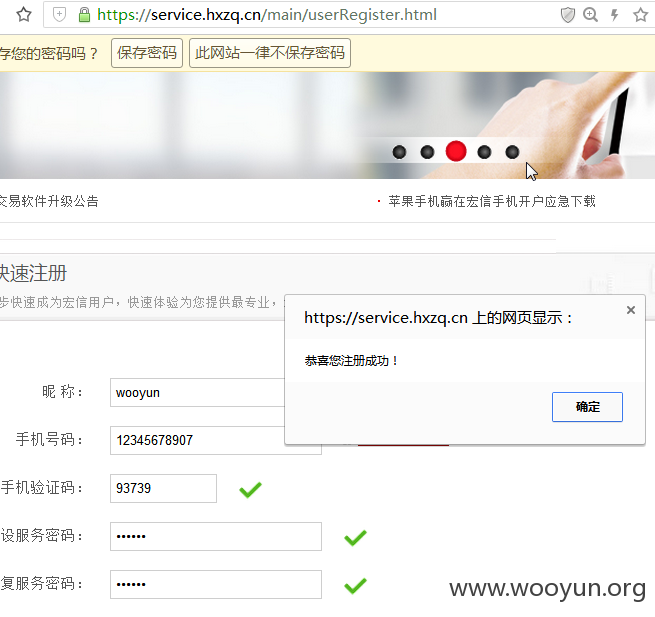 https://service.hxzq.cn/main/userRegister.html
存您的密码吗？ 保存密码 此网站一律不保存密码
交易软件升级公告 · 苹果手机赢在宏信手机开户应急下载
快速注册
步快速成为宏信用户，快速体验为您提供最专业，
https://service.hxzq.cn 上的网页显示：
恭喜您注册成功！
确定
昵 称： wooyun
手机号码： 12345678907
手机验证码： 93739
设服务密码： ••••••
复服务密码： ••••••
www.wooyun.org